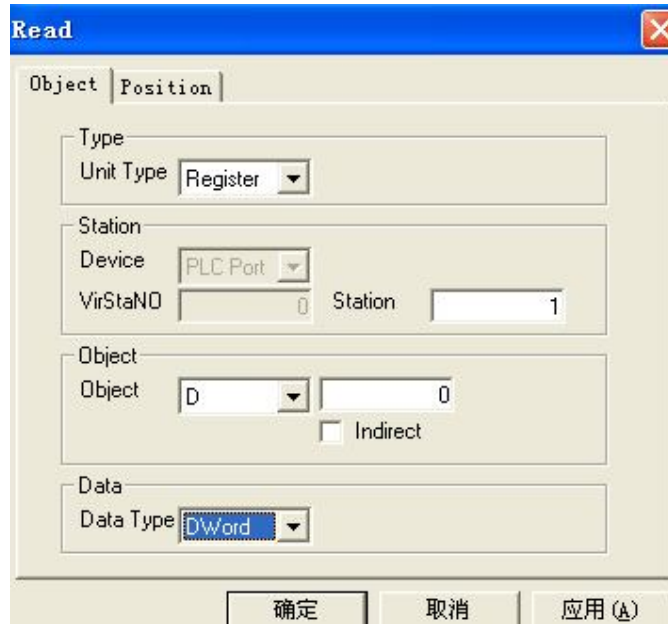 Read
Object Position
Type
Unit Type Register
Station
Device PLC Port
VirStaNO 0 Station 1
Object
Object D 0
Indirect
Data
Data Type DWord
确定 取消 应用(A)